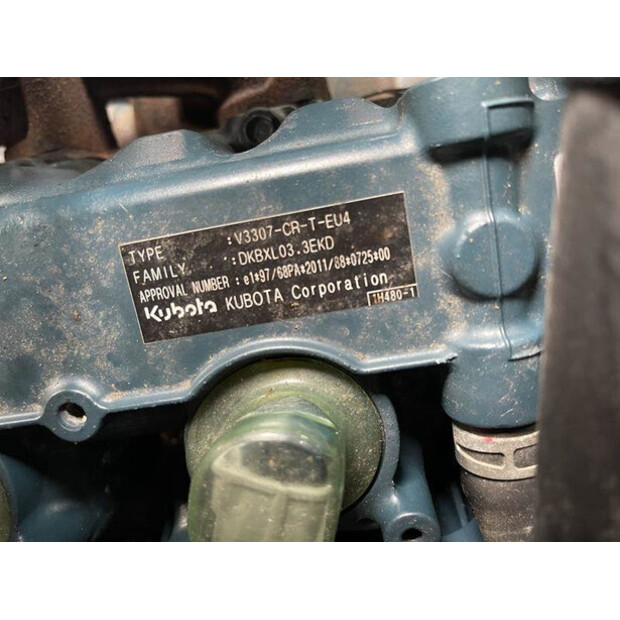 TYPE : V3307-CR-T-EU4
FAMILY : DKBXL03.3EKD
APPROVAL NUMBER : e1*97/68PA*2011/88*0725*00
Kubota KUBOTA Corporation 1H480-1